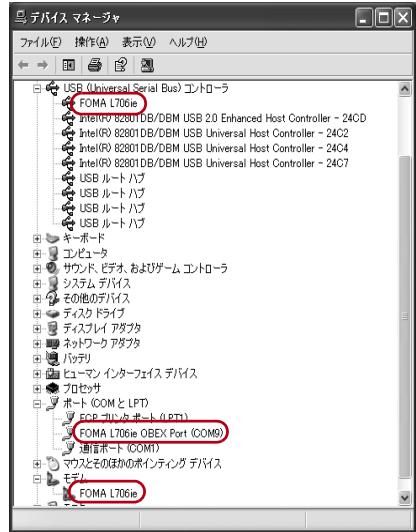 デバイス マネージャ
ファイル(F) 操作(A) 表示(V) ヘルプ(H)
USB (Universal Serial Bus) コントローラ
FOMA L706ie
Intel(R) 82801DB/DBM USB 2.0 Enhanced Host Controller - 24CD
Intel(R) 82801DB/DBM USB Universal Host Controller - 24C2
Intel(R) 82801DB/DBM USB Universal Host Controller - 24C4
Intel(R) 82801DB/DBM USB Universal Host Controller - 24C7
USB ルート ハブ
USB ルート ハブ
USB ルート ハブ
USB ルート ハブ
キーボード
コンピュータ
サウンド、ビデオ、およびゲーム コントローラ
システム デバイス
その他のデバイス
ディスク ドライブ
ディスプレイ アダプタ
ネットワーク アダプタ
バッテリ
ヒューマン インターフェイス デバイス
プロセッサ
ポート (COM と LPT)
ECP プリンタ ポート (LPT1)
FOMA L706ie OBEX Port (COM9)
通信ポート (COM1)
マウスとそのほかのポインティング デバイス
モデム
FOMA L706ie